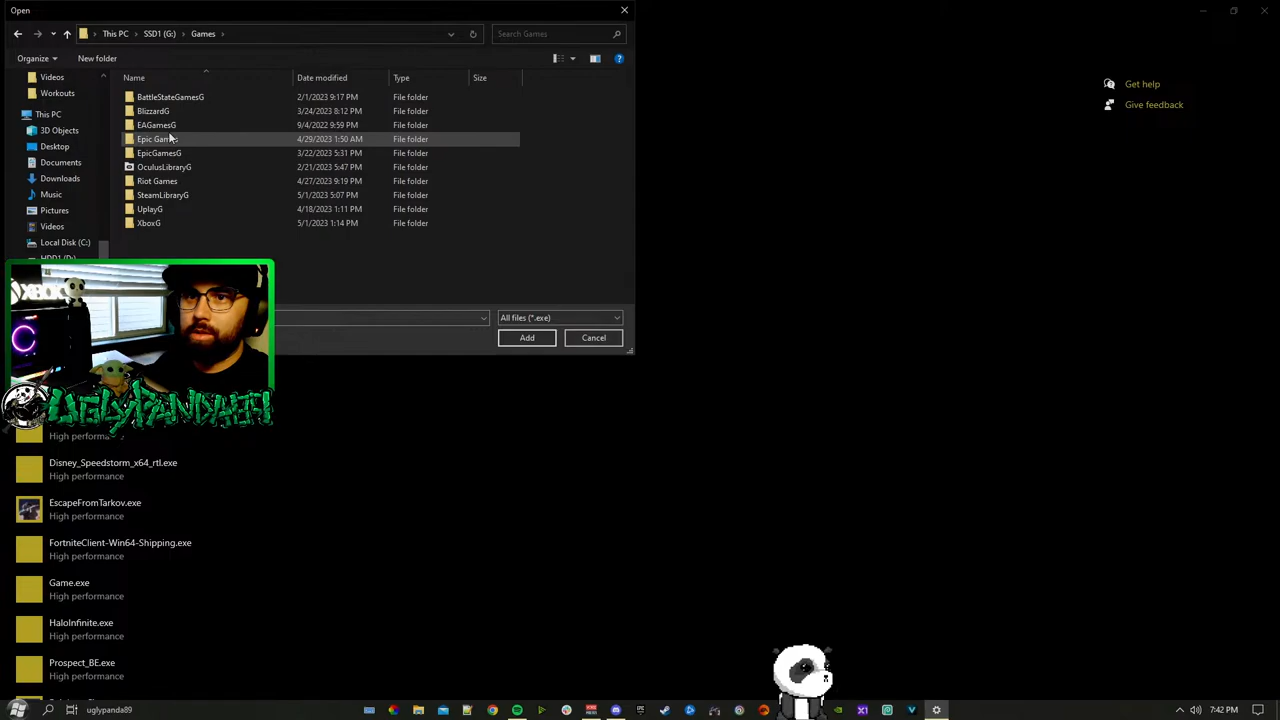 Open
This PC > SSD1 (G:) > Games >
Search Games
Organize
New folder
Videos
Workouts
This PC
3D Objects
Desktop
Documents
Downloads
Music
Pictures
Videos
Local Disk (C:)
HDD1 (D:)
Name Date modified Type Size
BattleStateGamesG 2/1/2023 9:17 PM File folder
BlizzardG 3/24/2023 8:12 PM File folder
EAGamesG 9/4/2022 9:59 PM File folder
Epic Games 4/29/2023 1:50 AM File folder
EpicGamesG 3/22/2023 5:31 PM File folder
OculusLibraryG 2/21/2023 5:47 PM File folder
Riot Games 4/27/2023 9:19 PM File folder
SteamLibraryG 5/1/2023 5:07 PM File folder
UplayG 4/18/2023 1:11 PM File folder
XboxG 5/1/2023 1:14 PM File folder
All files (*.exe)
Add
Cancel
Get help
Give feedback
XBOX
UGLYPANDA89
High performance
Disney_Speedstorm_x64_rtl.exe
High performance
EscapeFromTarkov.exe
High performance
FortniteClient-Win64-Shipping.exe
High performance
Game.exe
High performance
HaloInfinite.exe
High performance
Prospect_BE.exe
High performance
uglypanda89
7:42 PM